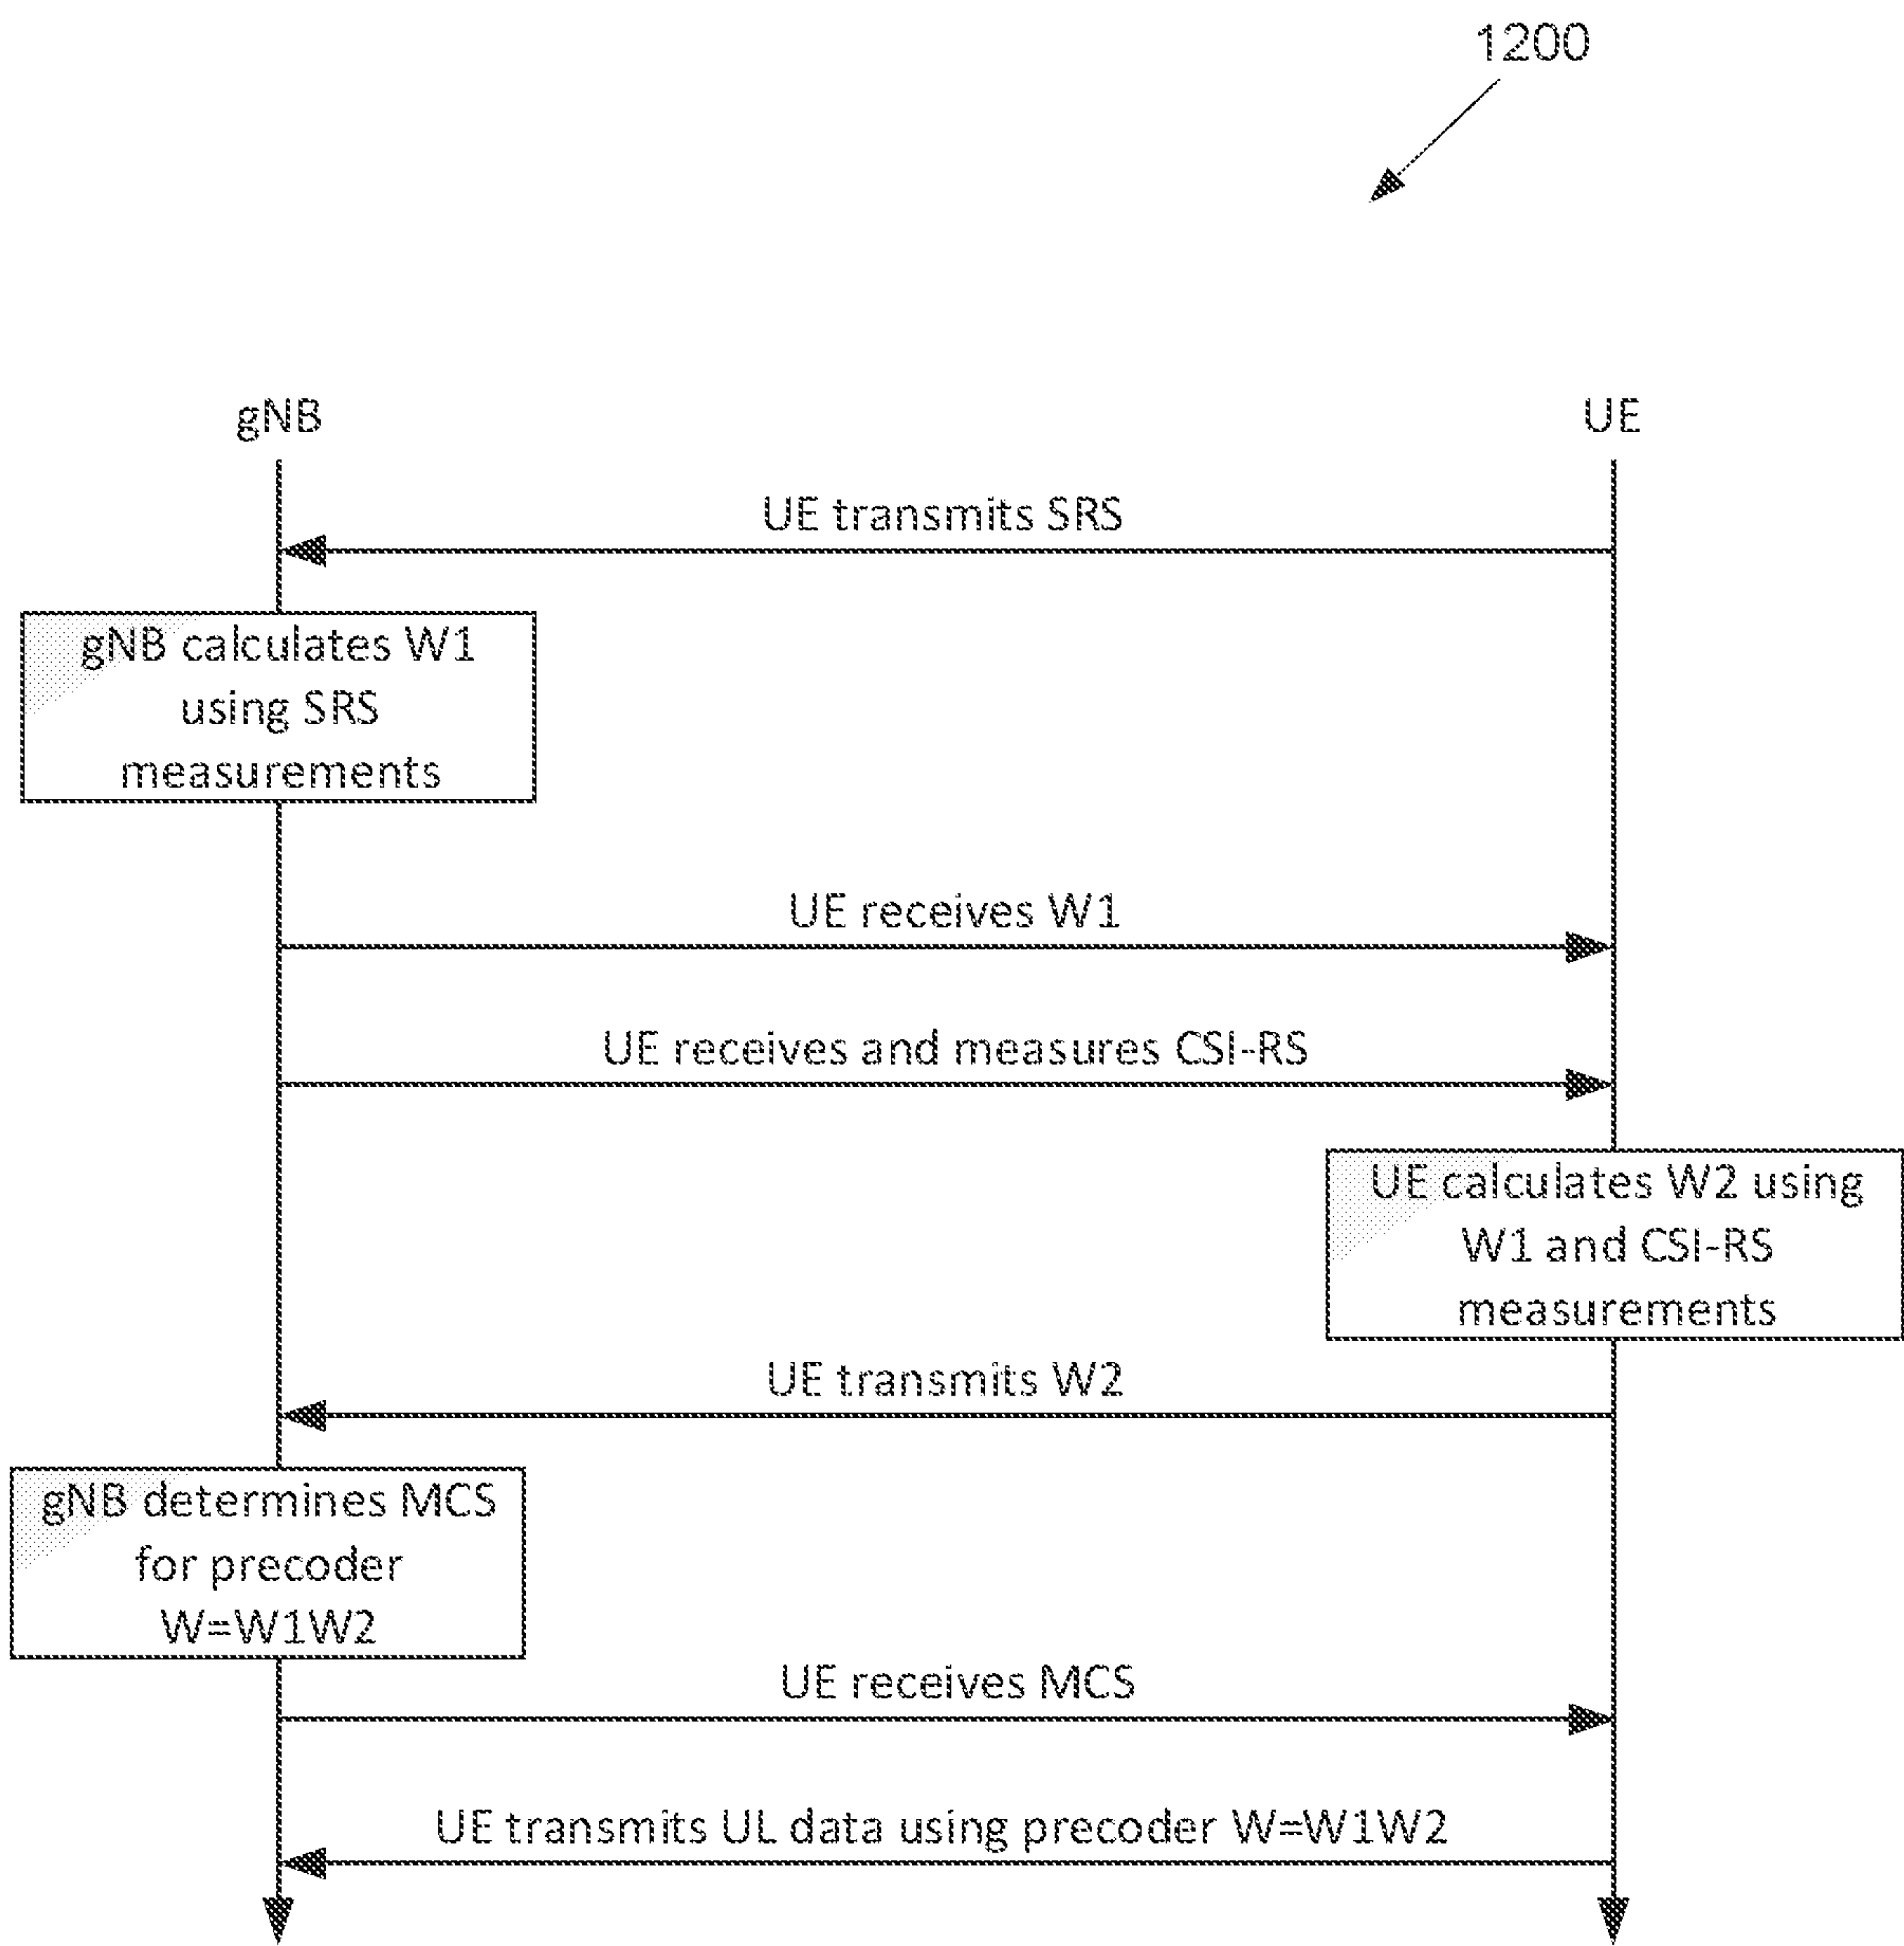 1200
gNB
UE
UE transmits SRS
gNB calculates W1
using SRS
measurements
UE receives W1
UE receives and measures CSI-RS
UE calculates W2 using
W1 and CSI-RS
measurements
UE transmits W2
gNB determines MCS
for precoder
W=W1W2
UE receives MCS
UE transmits UL data using precoder W=W1W2